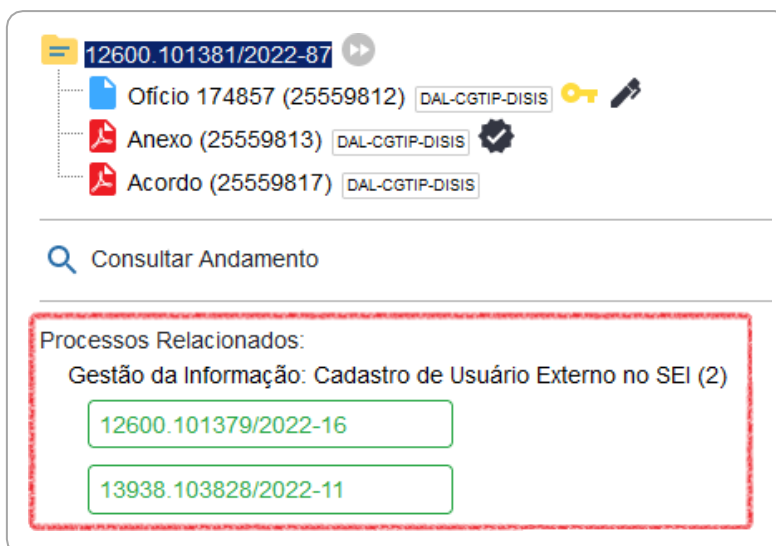 12600.101381/2022-87
Ofício 174857 (25559812) DAL-CGTIP-DISIS
Anexo (25559813) DAL-CGTIP-DISIS
Acordo (25559817) DAL-CGTIP-DISIS
Consultar Andamento
Processos Relacionados:
Gestão da Informação: Cadastro de Usuário Externo no SEI (2)
12600.101379/2022-16
13938.103828/2022-11